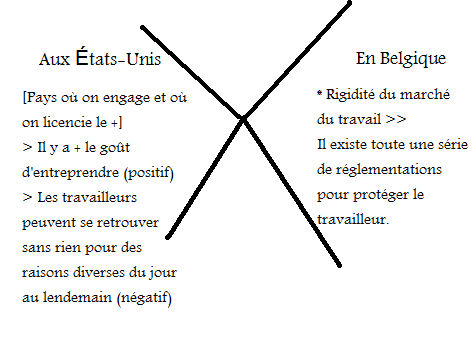 Aux États-Unis
[Pays où on engage et où
on licencie le +]
> Il y a + le goût
d'entreprendre (positif)
> Les travailleurs
peuvent se retrouver
sans rien pour des
raisons diverses du jour
au lendemain (négatif)
En Belgique
* Rigidité du marché
du travail >>
Il existe toute une série
de réglementations
pour protéger le
travailleur.